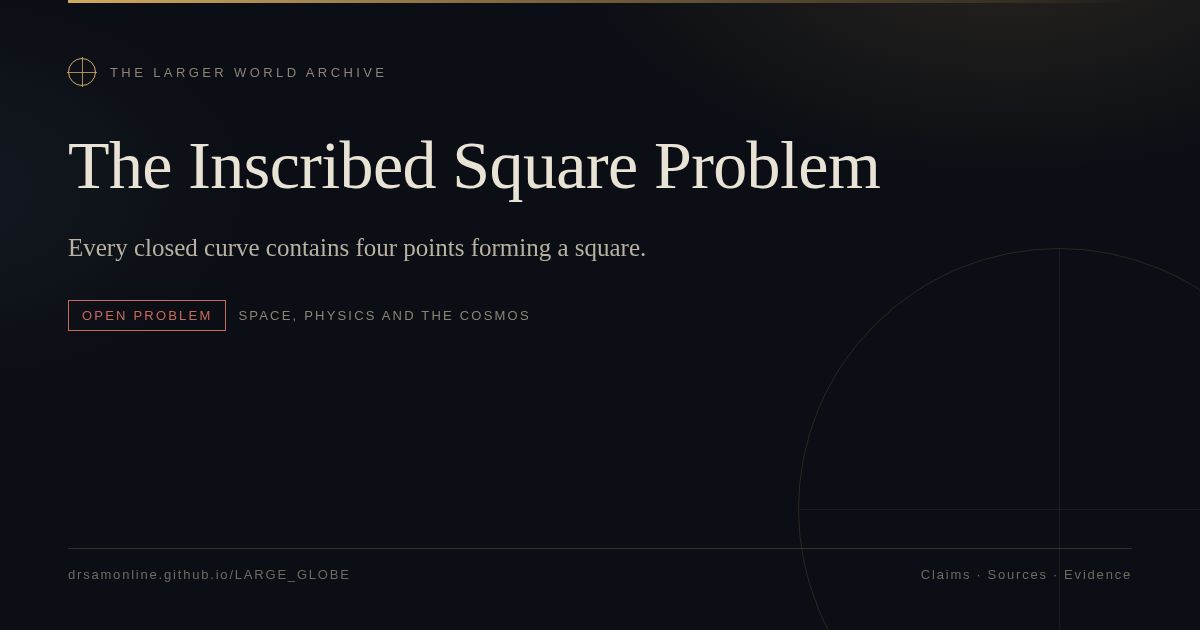 THE LARGER WORLD ARCHIVE
The Inscribed Square Problem
Every closed curve contains four points forming a square.
OPEN PROBLEM SPACE, PHYSICS AND THE COSMOS
drsamonline.github.io/LARGE_GLOBE
Claims · Sources · Evidence